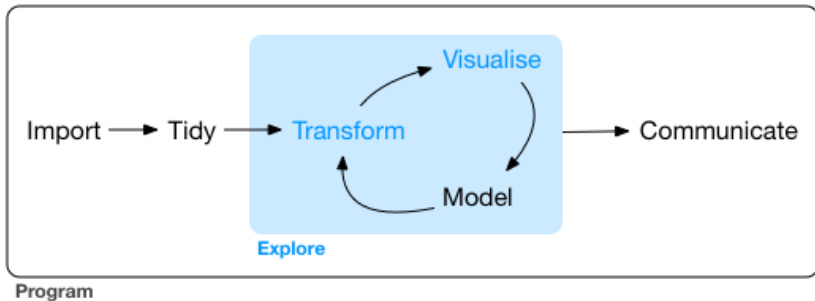 Visualise
Import
Tidy
Transform
Communicate
Model
Explore
Program